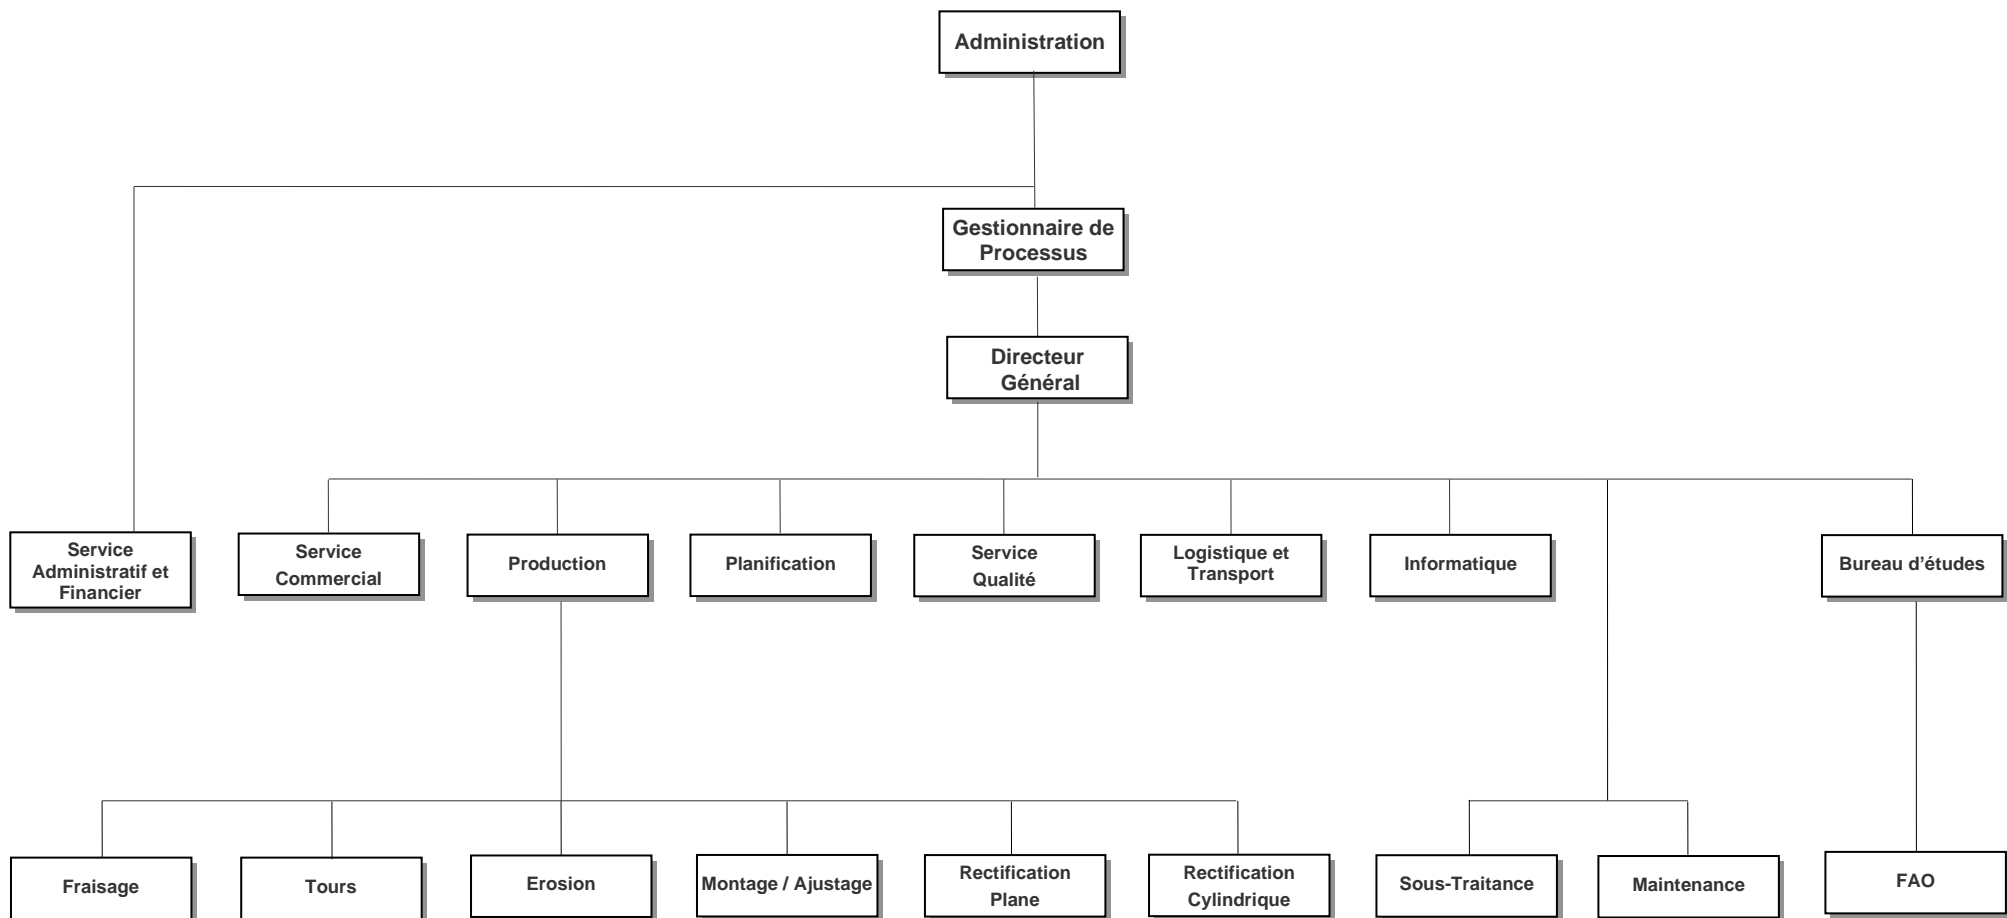 Administration
Gestionnaire de
Processus
Directeur
Général
Service
Administratif et
Financier
Service
Commercial
Production
Planification
Service
Qualité
Logistique et
Transport
Informatique
Bureau d'études
Fraisage
Tours
Erosion
Montage / Ajustage
Rectification
Plane
Rectification
Cylindrique
Sous-Traitance
Maintenance
FAO